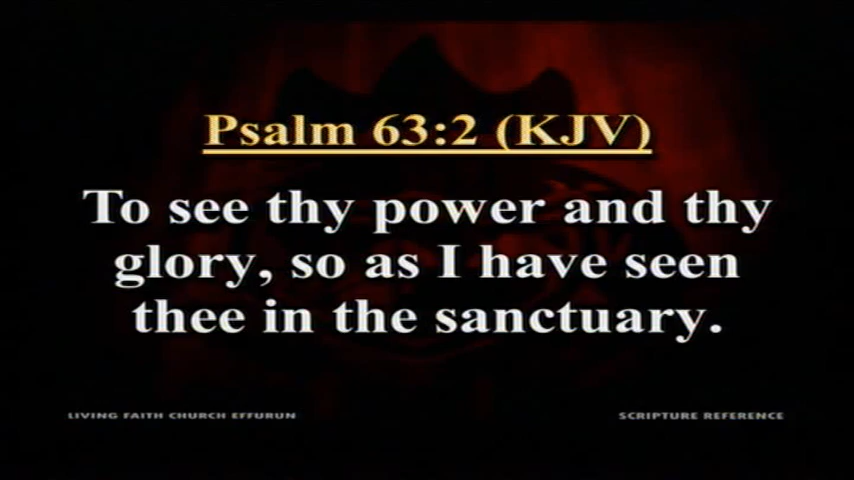 Psalm 63:2 (KJV)
To see thy power and thy
glory, so as I have seen
thee in the sanctuary.
LIVING FAITH CHURCH EFFURUN
SCRIPTURE REFERENCE